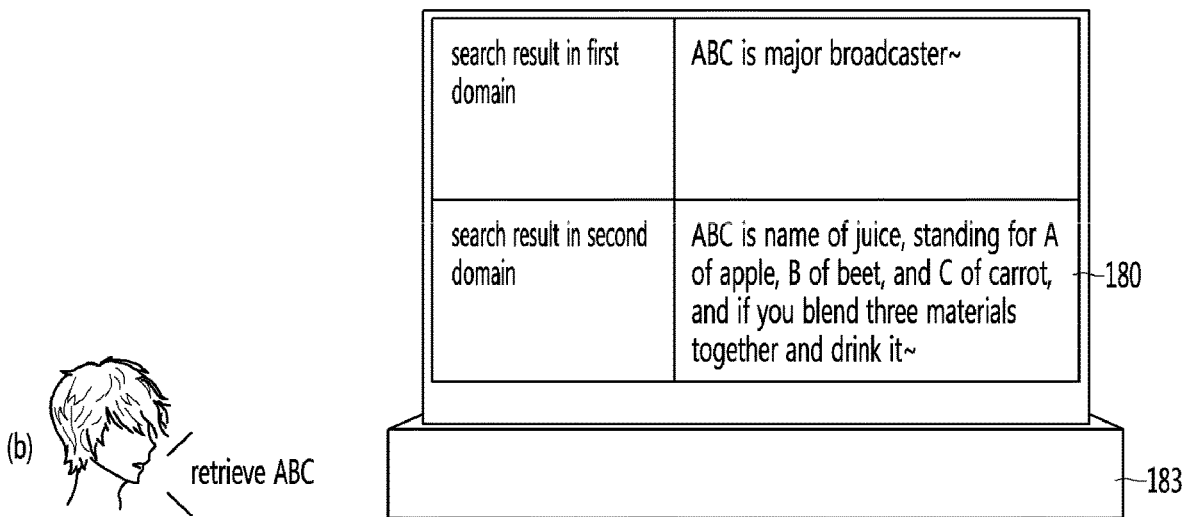 search result in first
domain
ABC is major broadcaster~
search result in second
domain
ABC is name of juice, standing for A
of apple, B of beet, and C of carrot,
and if you blend three materials
together and drink it~
180
(b)
retrieve ABC
183